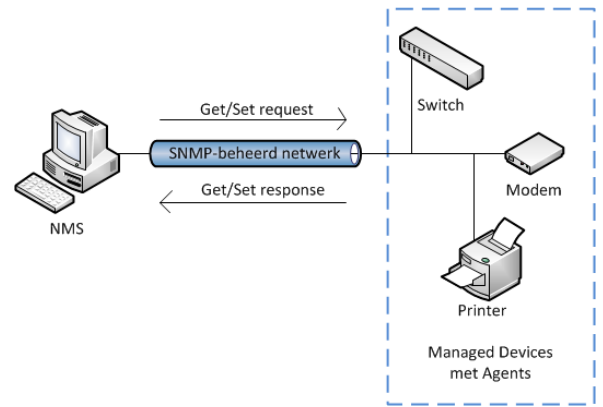 Switch
Get/Set request
SNMP-beheerd netwerk
Get/Set response
NMS
Modem
Printer
Managed Devices
met Agents